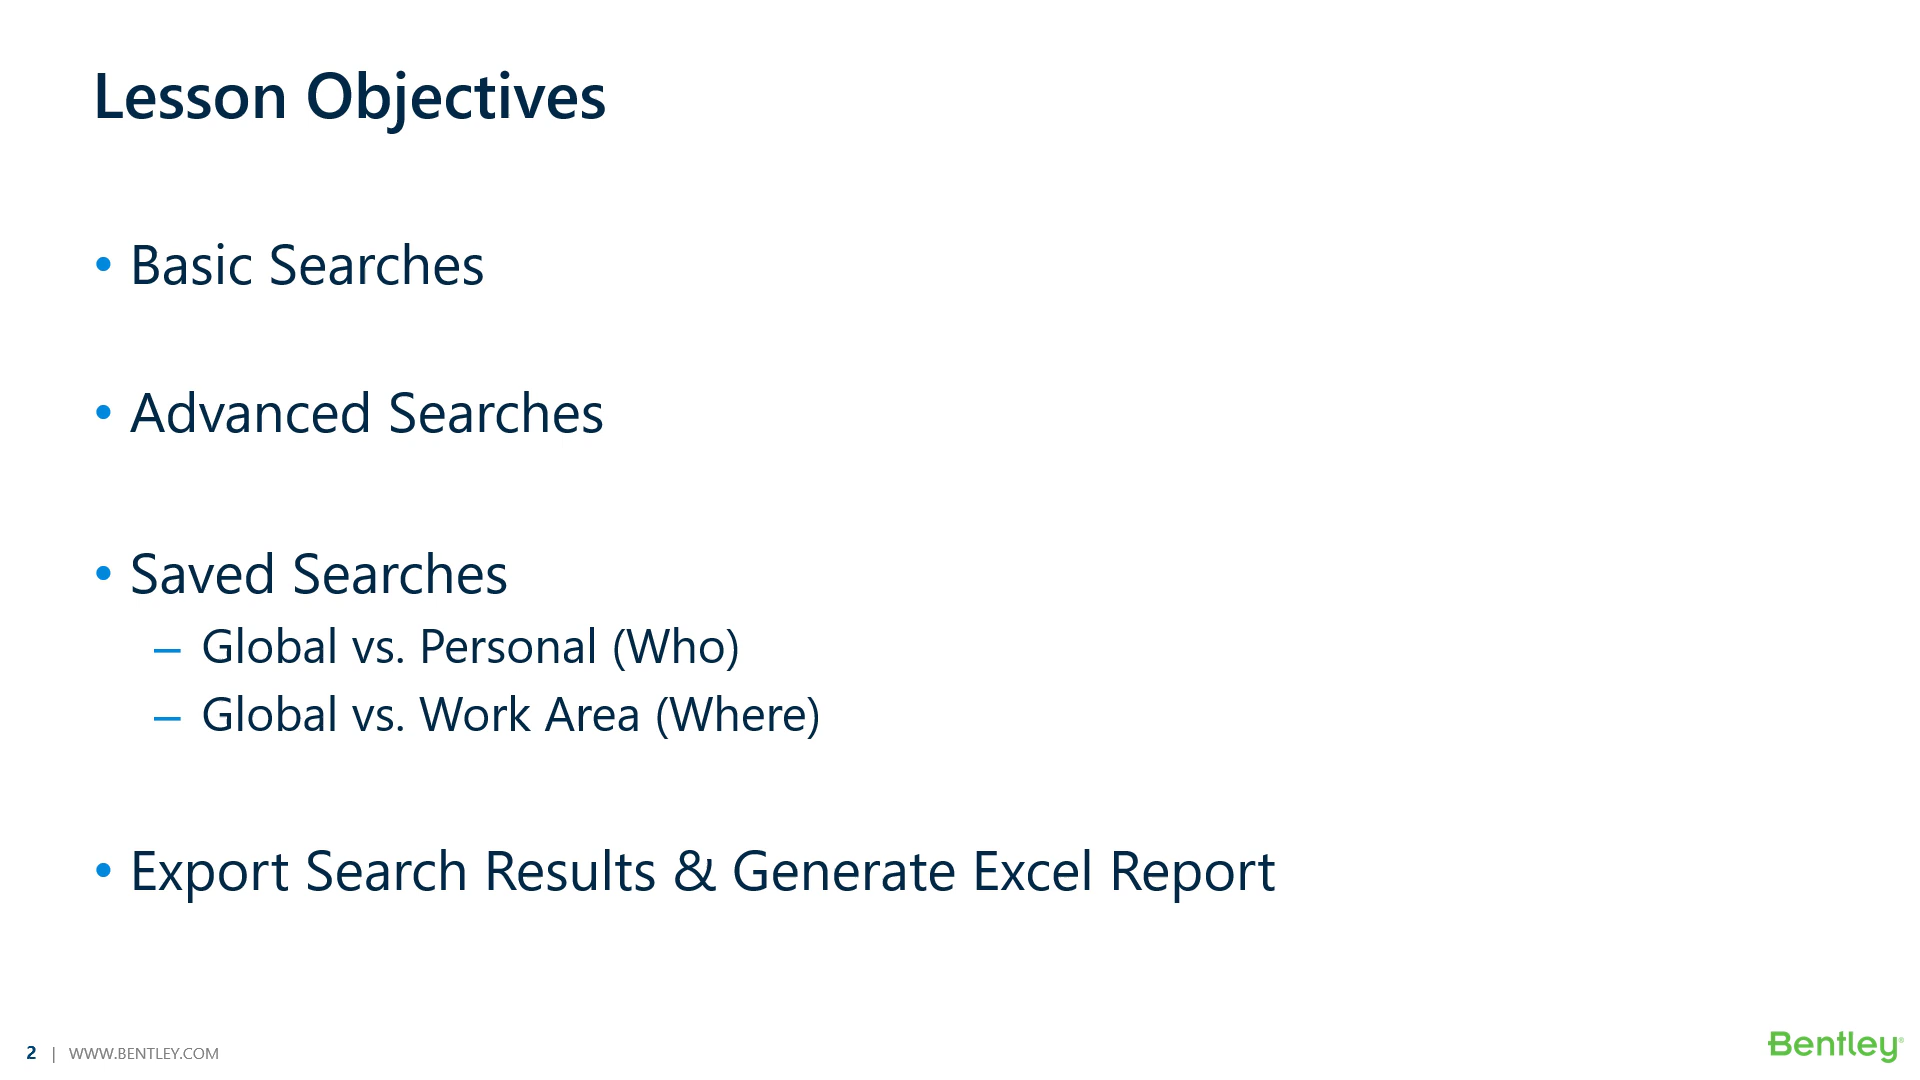 Lesson Objectives
• Basic Searches
• Advanced Searches
• Saved Searches
– Global vs. Personal (Who)
– Global vs. Work Area (Where)
• Export Search Results & Generate Excel Report
2 | WWW.BENTLEY.COM
Bentley®